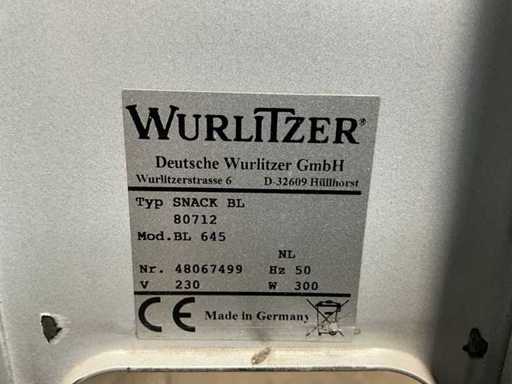 WURLITZER®
Deutsche Wurlitzer GmbH
Wurlitzerstrasse 6 D-32609 Hüllhorst
Typ SNACK BL
80712
Mod.BL 645
NL
Nr. 48067499 Hz 50
V 230 W 300
CE Made in Germany